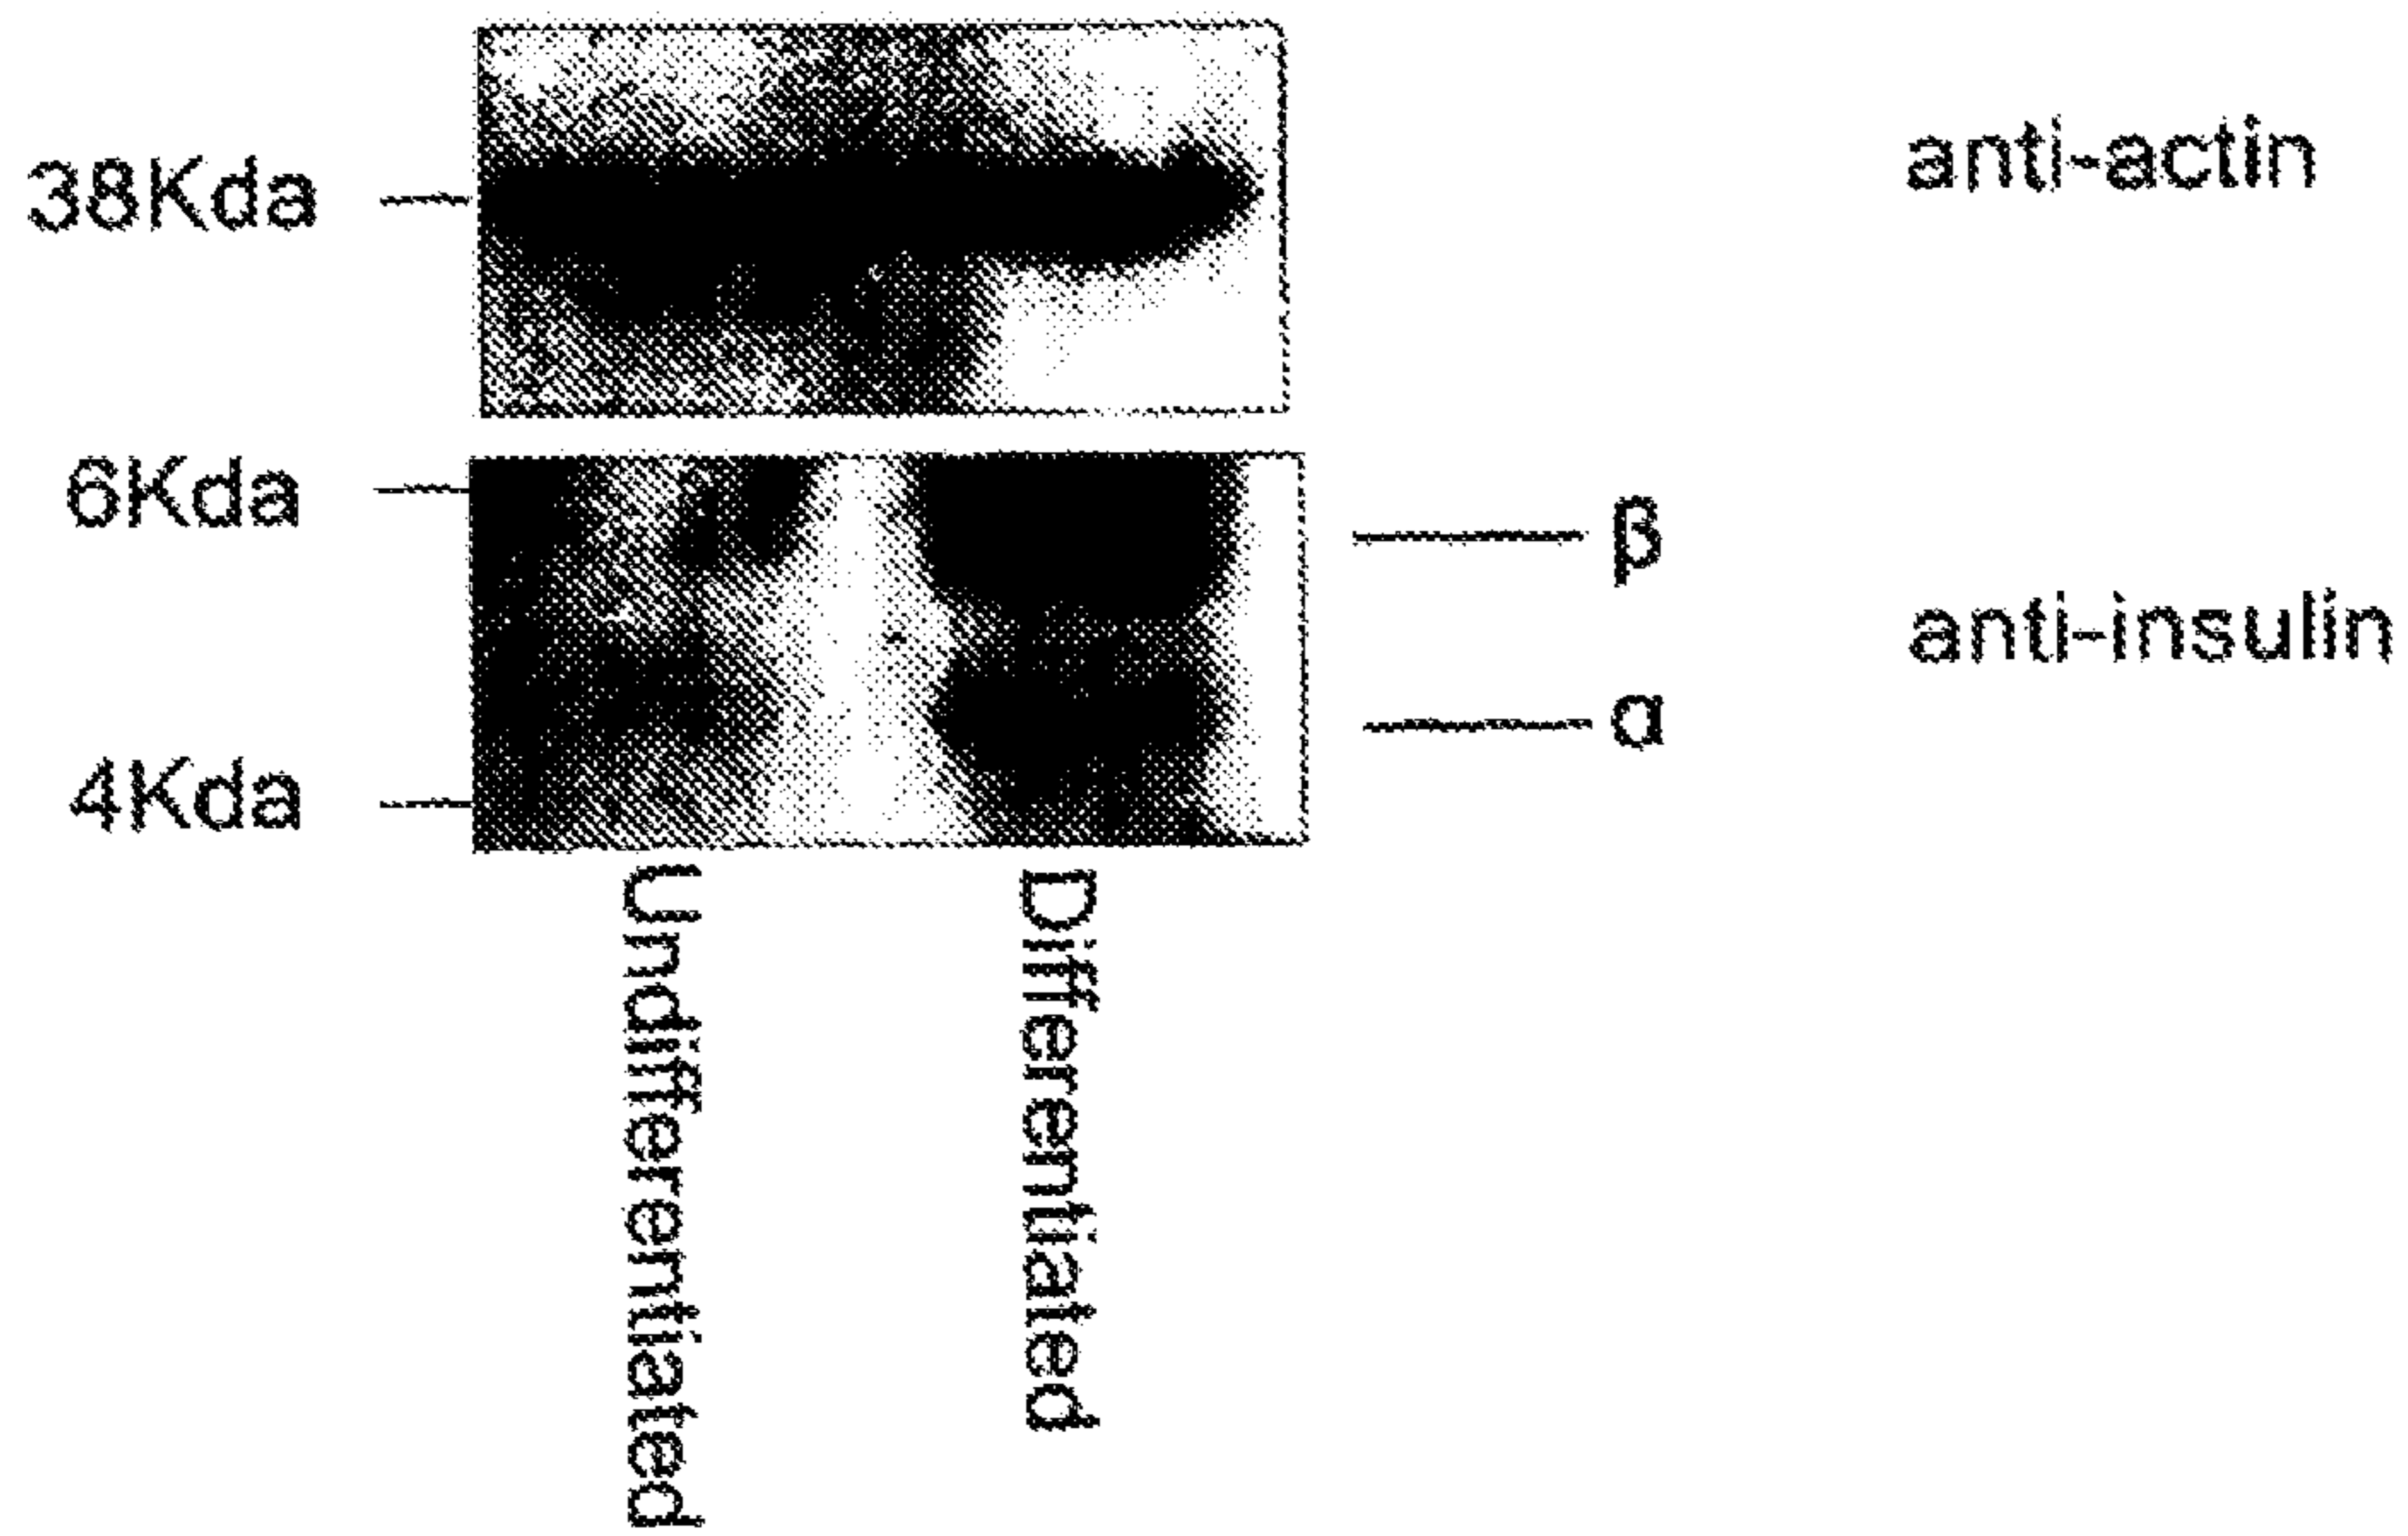 38Kda
anti-actin
6Kda
β
anti-insulin
α
4Kda
Undifferentiated
Differentiated